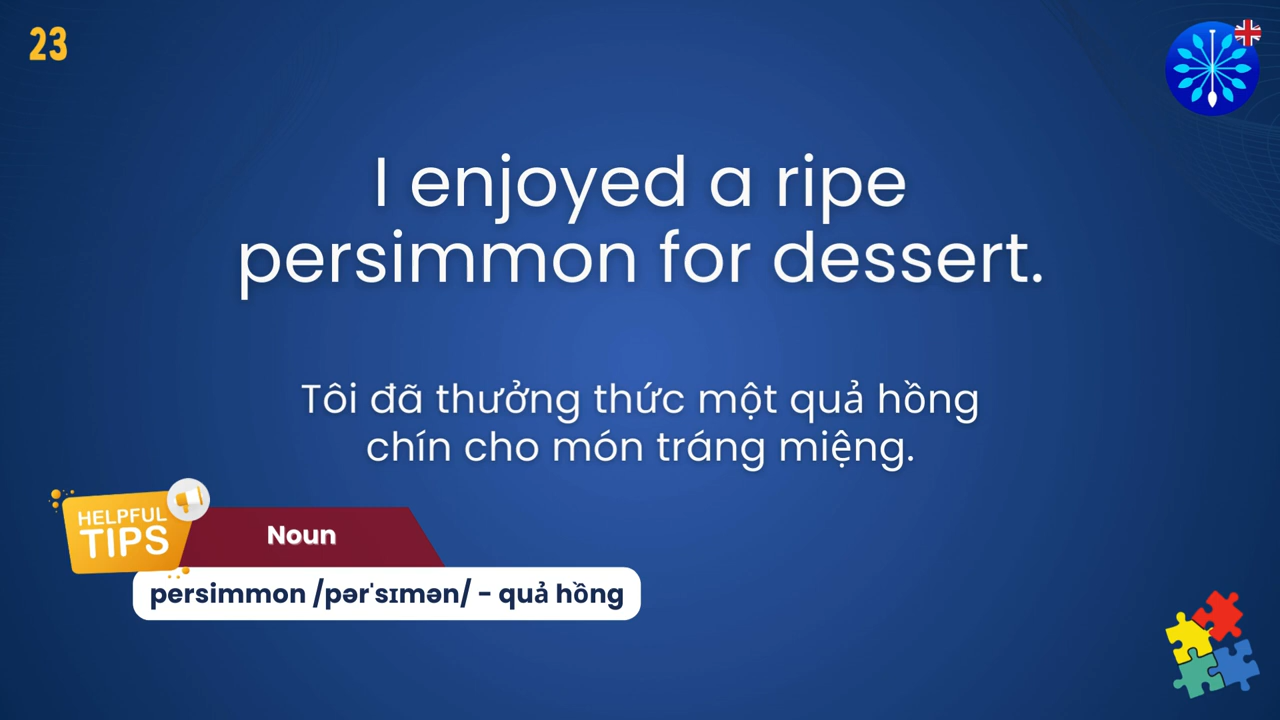 23
I enjoyed a ripe
persimmon for dessert.
Tôi đã thưởng thức một quả hồng
chín cho món tráng miệng.
HELPFUL
TIPS
Noun
persimmon /pərˈsɪmən/ - quả hồng